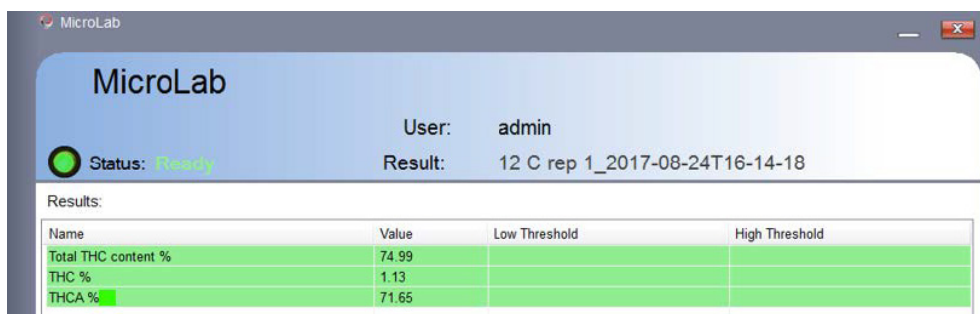 MicroLab
MicroLab
User: admin
Status: Ready Result: 12 C rep 1_2017-08-24T16-14-18
Results:
Name Value Low Threshold High Threshold
Total THC content % 74.99
THC % 1.13
THCA % 71.65